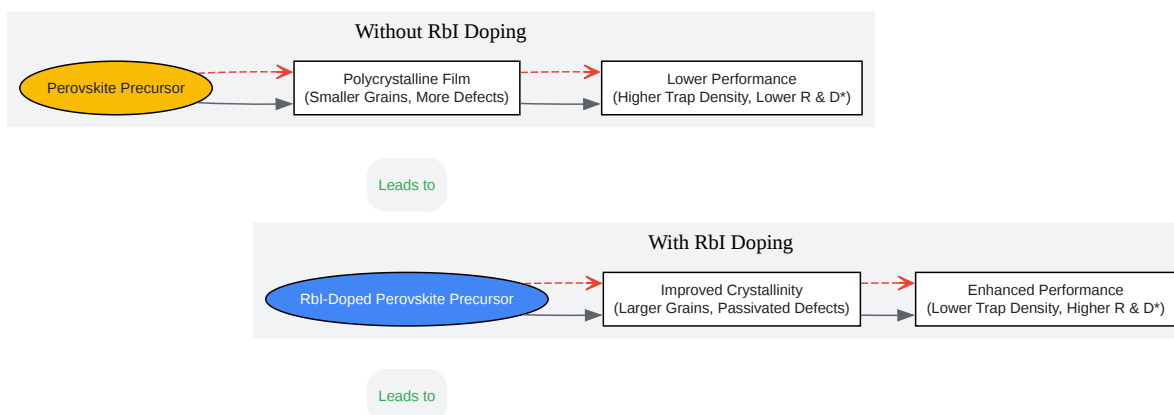 Without RbI Doping
Perovskite Precursor
Polycrystalline Film
(Smaller Grains, More Defects)
Lower Performance
(Higher Trap Density, Lower R & D*)
Leads to
With RbI Doping
RbI-Doped Perovskite Precursor
Improved Crystallinity
(Larger Grains, Passivated Defects)
Enhanced Performance
(Lower Trap Density, Higher R & D*)
Leads to